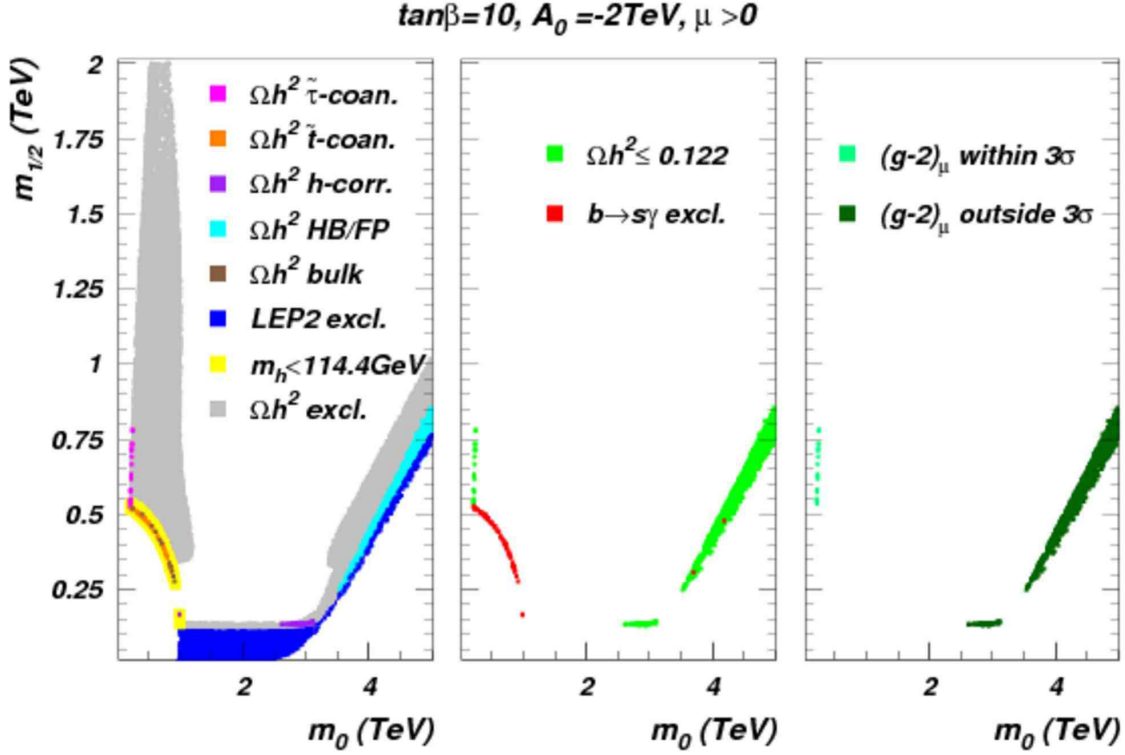 tanβ=10, A₀ =-2TeV, μ >0
m₁/₂ (TeV)
2
1.75
1.5
1.25
1
0.75
0.5
0.25
Ωh² τ̃-coan.
Ωh² t̃-coan.
Ωh² h-corr.
Ωh² HB/FP
Ωh² bulk
LEP2 excl.
mₕ<114.4GeV
Ωh² excl.
Ωh²≤ 0.122
b→sγ excl.
(g-2)μ within 3σ
(g-2)μ outside 3σ
2 4
2 4
2 4
m₀ (TeV)
m₀ (TeV)
m₀ (TeV)